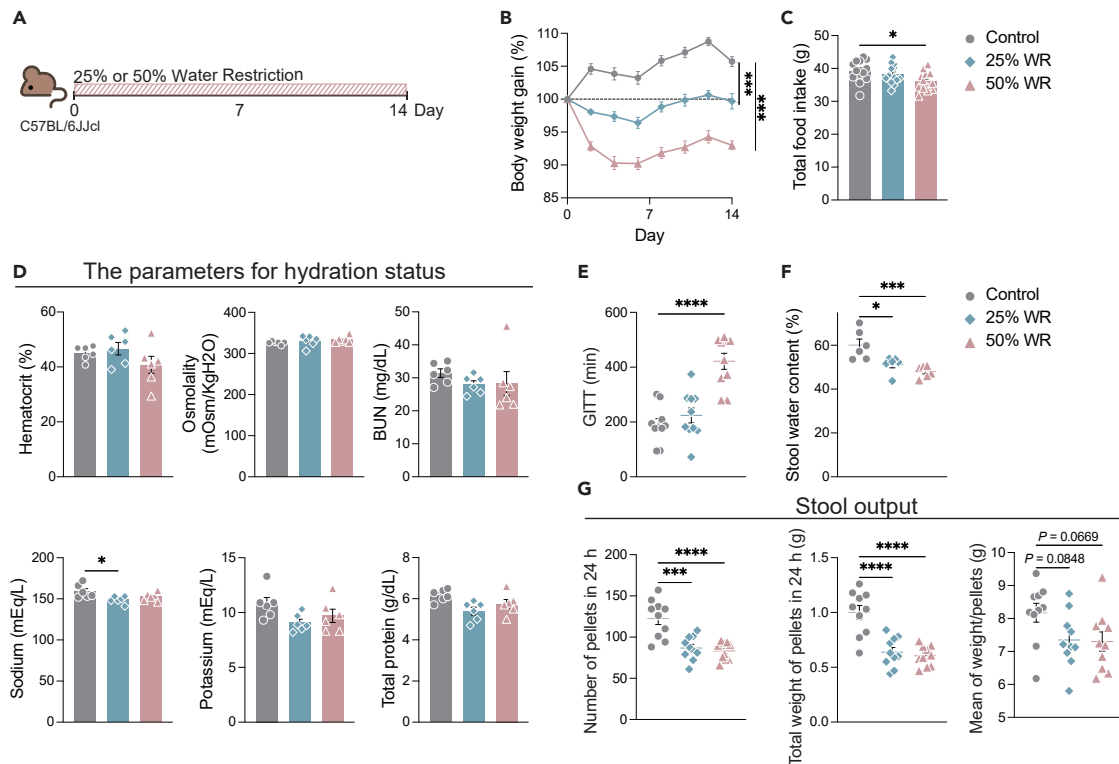 A
25% or 50% Water Restriction
0 7 14 Day
C57BL/6JJcl
B
Body weight gain (%)
110
105
100
95
90
85
0 7 14
Day
***
***
C
Total food intake (g)
50
40
30
20
10
0
*
Control
25% WR
50% WR
D The parameters for hydration status
Hematocrit (%)
60
40
20
0
Osmolality
(mOsm/KgH2O)
400
300
200
100
0
BUN (mg/dL)
50
40
30
20
10
0
Sodium (mEq/L)
200
150
100
50
0
*
Potassium (mEq/L)
15
10
5
0
Total protein (g/dL)
8
6
4
2
0
E
GITT (min)
600
400
200
0
****
F
Stool water content (%)
80
60
40
20
0
***
*
Control
25% WR
50% WR
G
Stool output
Number of pellets in 24 h
200
150
100
50
0
****
***
Total weight of pellets in 24 h (g)
1.5
1.0
0.5
0.0
****
****
Mean of weight/pellets (g)
10
9
8
7
6
5
P = 0.0669
P = 0.0848